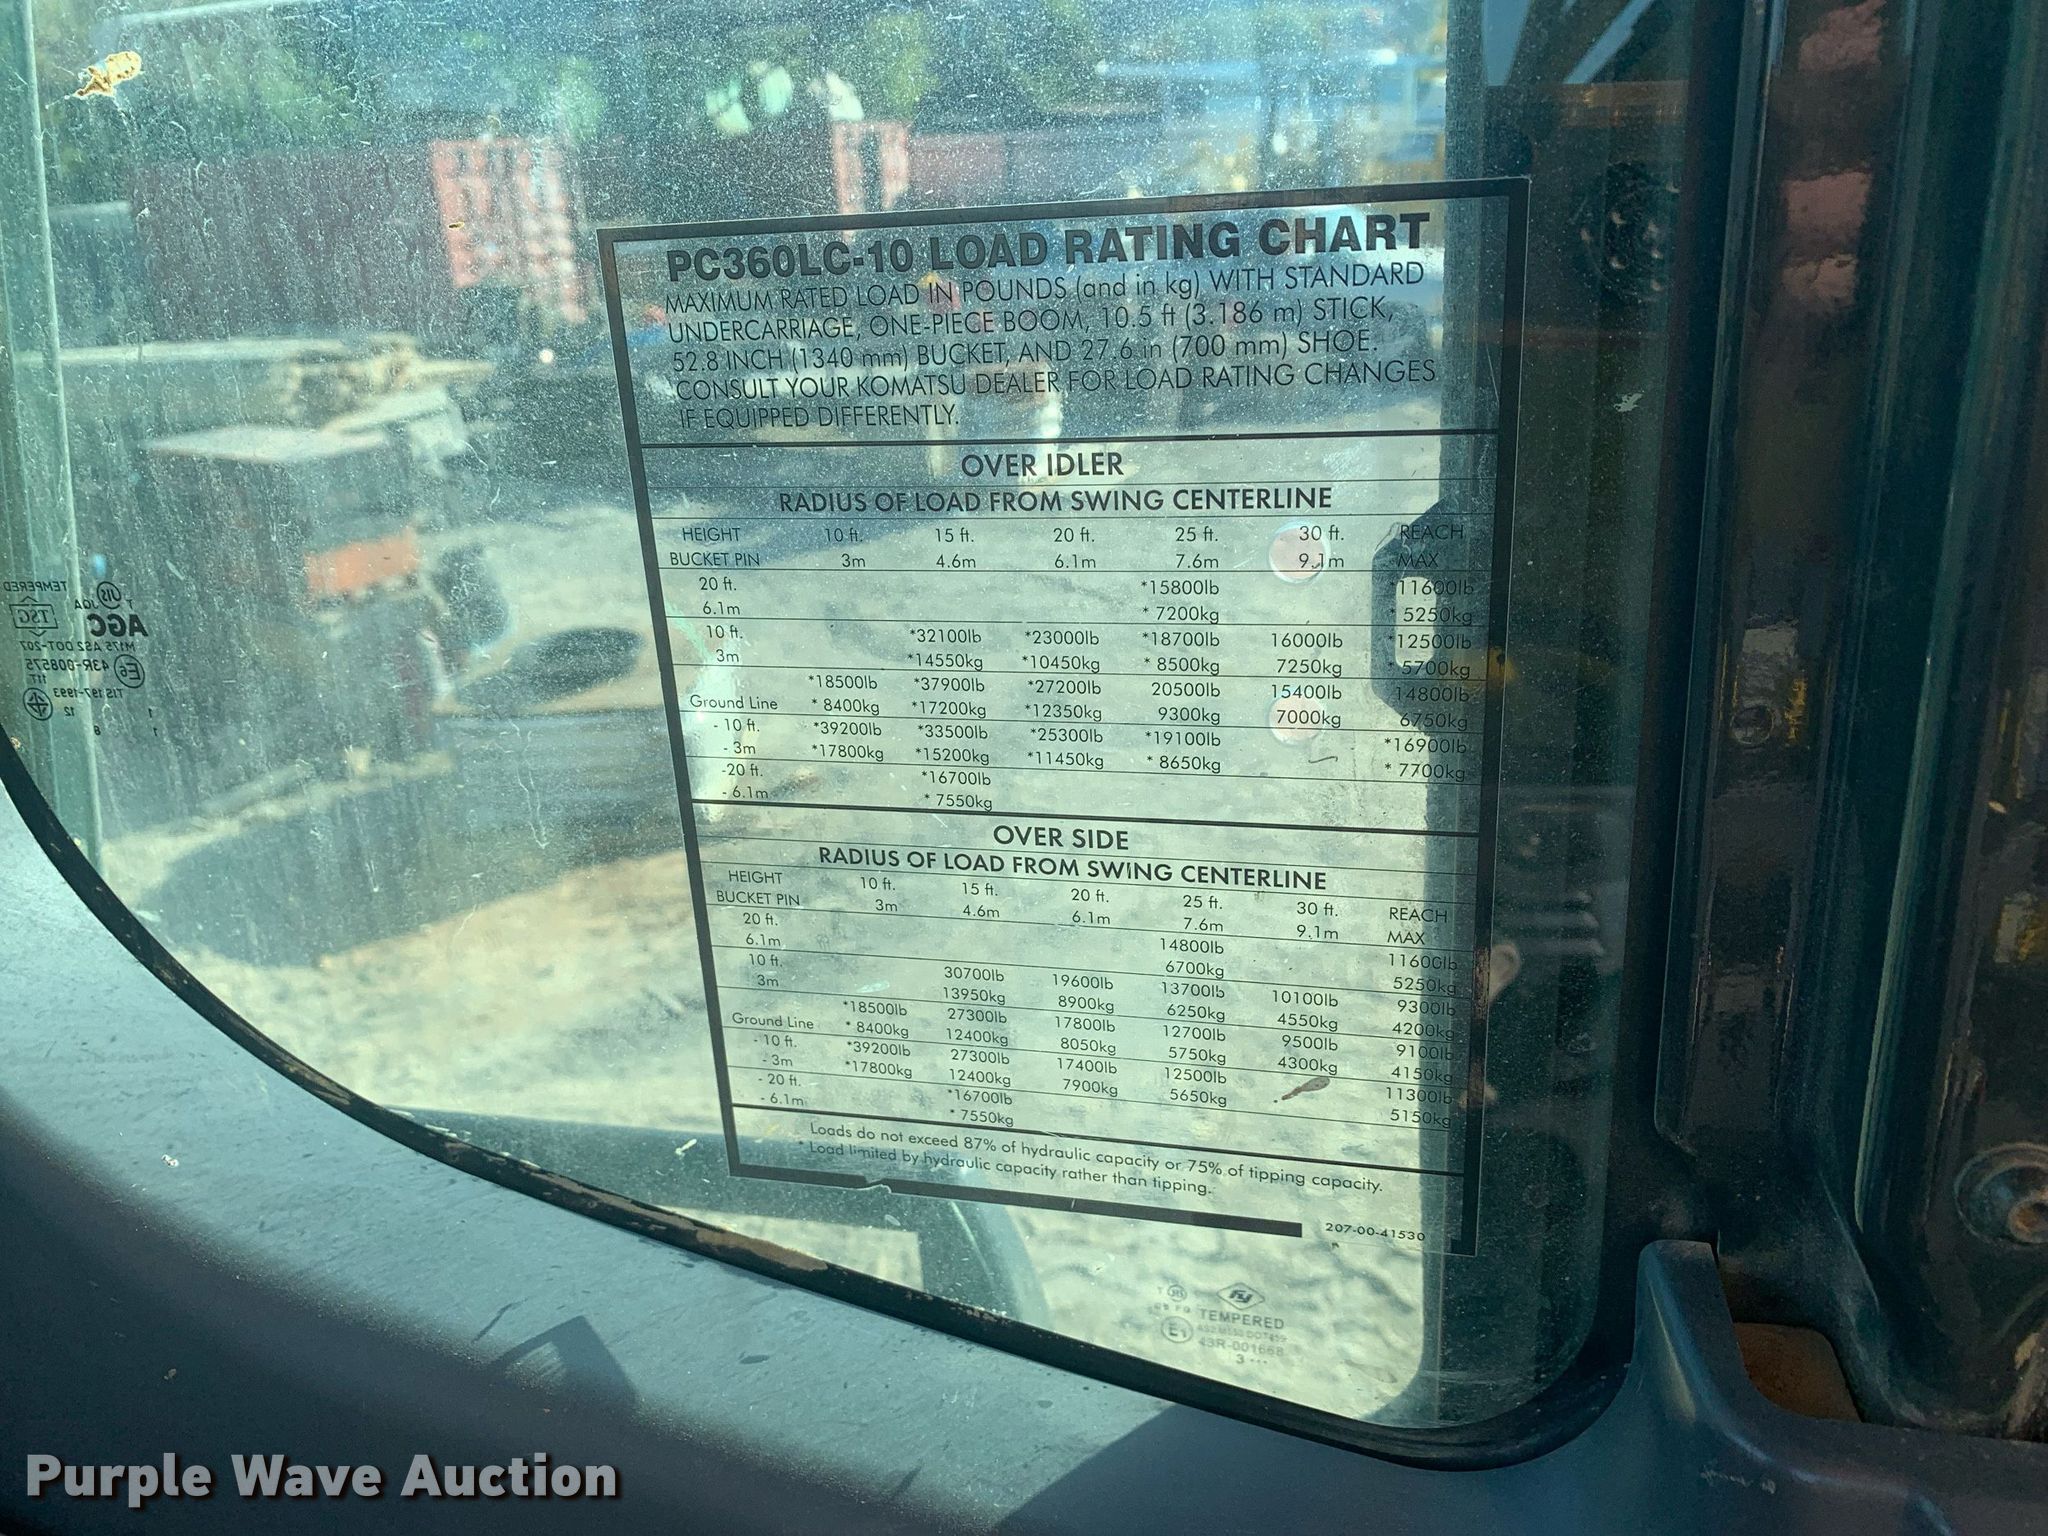 PC360LC-10 LOAD RATING CHART
MAXIMUM RATED LOAD IN POUNDS (and in kg) WITH STANDARD
UNDERCARRIAGE, ONE-PIECE BOOM, 10.5 ft (3.186 m) STICK,
52.8 INCH (1340 mm) BUCKET, AND 27.6 in (700 mm) SHOE.
CONSULT YOUR KOMATSU DEALER FOR LOAD RATING CHANGES
IF EQUIPPED DIFFERENTLY.
OVER IDLER
RADIUS OF LOAD FROM SWING CENTERLINE
HEIGHT 10 ft. 15 ft. 20 ft. 25 ft. 30 ft. REACH
BUCKET PIN 3m 4.6m 6.1m 7.6m 9.1m MAX
20 ft. *15800lb 11600lb
6.1m * 7200kg * 5250kg
10 ft. *32100lb *23000lb *18700lb 16000lb *12500lb
3m *14550kg *10450kg * 8500kg 7250kg * 5700kg
*18500lb *37900lb *27200lb 20500lb 15400lb 14800lb
Ground Line * 8400kg *17200kg *12350kg 9300kg 7000kg 6750kg
- 10 ft. *39200lb *33500lb *25300lb *19100lb *16900lb
- 3m *17800kg *15200kg *11450kg * 8650kg * 7700kg
-20 ft. *16700lb
- 6.1m * 7550kg
OVER SIDE
RADIUS OF LOAD FROM SWING CENTERLINE
HEIGHT 10 ft. 15 ft. 20 ft. 25 ft. 30 ft. REACH
BUCKET PIN 3m 4.6m 6.1m 7.6m 9.1m MAX
20 ft. 14800lb 11600lb
6.1m 6700kg 5250kg
10 ft. 30700lb 19600lb 13700lb 10100lb 9300lb
3m 13950kg 8900kg 6250kg 4550kg 4200kg
*18500lb 27300lb 17800lb 12700lb 9500lb 9100lb
Ground Line * 8400kg 12400kg 8050kg 5750kg 4300kg 4150kg
- 10 ft. *39200lb 27300lb 17400lb 12500lb 11300lb
- 3m *17800kg 12400kg 7900kg 5650kg 5150kg
- 20 ft. *16700lb
- 6.1m * 7550kg
Loads do not exceed 87% of hydraulic capacity or 75% of tipping capacity.
* Load limited by hydraulic capacity rather than tipping.
207-00-41530
TEMPERED
43R-001668
3
TEMPERED
JIS T
TSG
AGC
M175 AS2 DOT-207
E6 43R-008575
TIS 197-1993
12
Purple Wave Auction